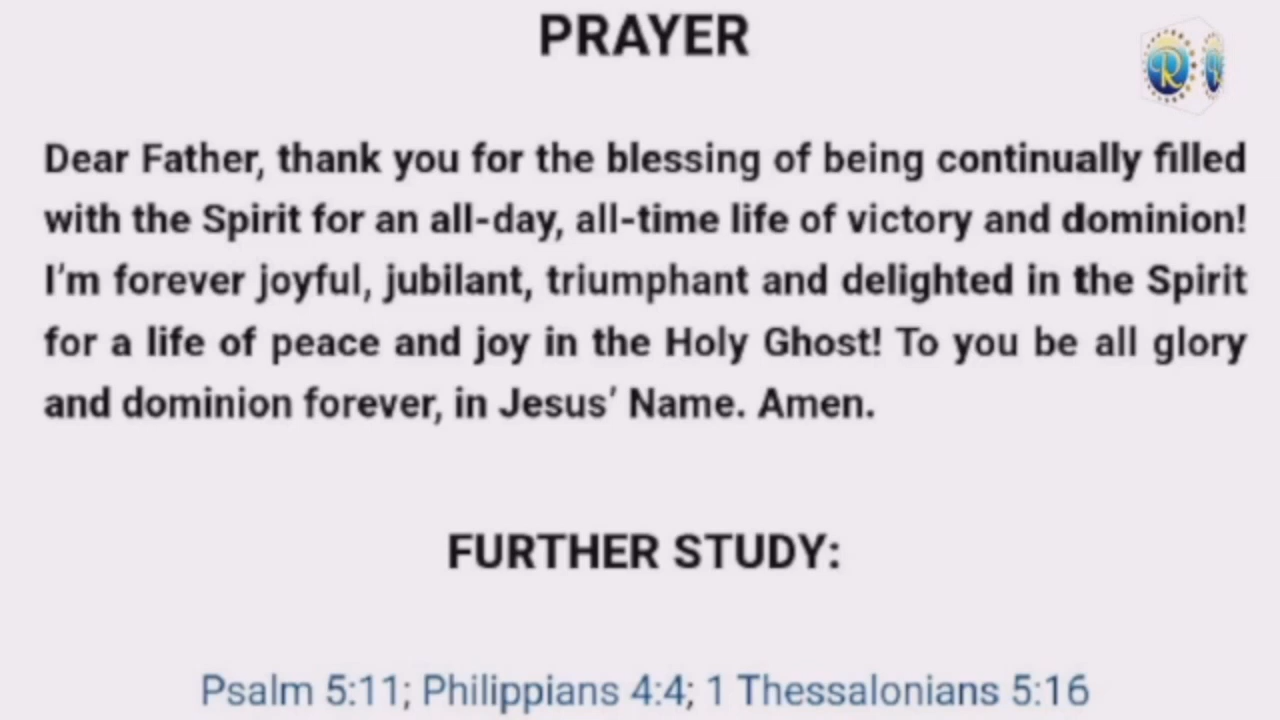 PRAYER
R R
Dear Father, thank you for the blessing of being continually filled
with the Spirit for an all-day, all-time life of victory and dominion!
I’m forever joyful, jubilant, triumphant and delighted in the Spirit
for a life of peace and joy in the Holy Ghost! To you be all glory
and dominion forever, in Jesus’ Name. Amen.
FURTHER STUDY:
Psalm 5:11; Philippians 4:4; 1 Thessalonians 5:16